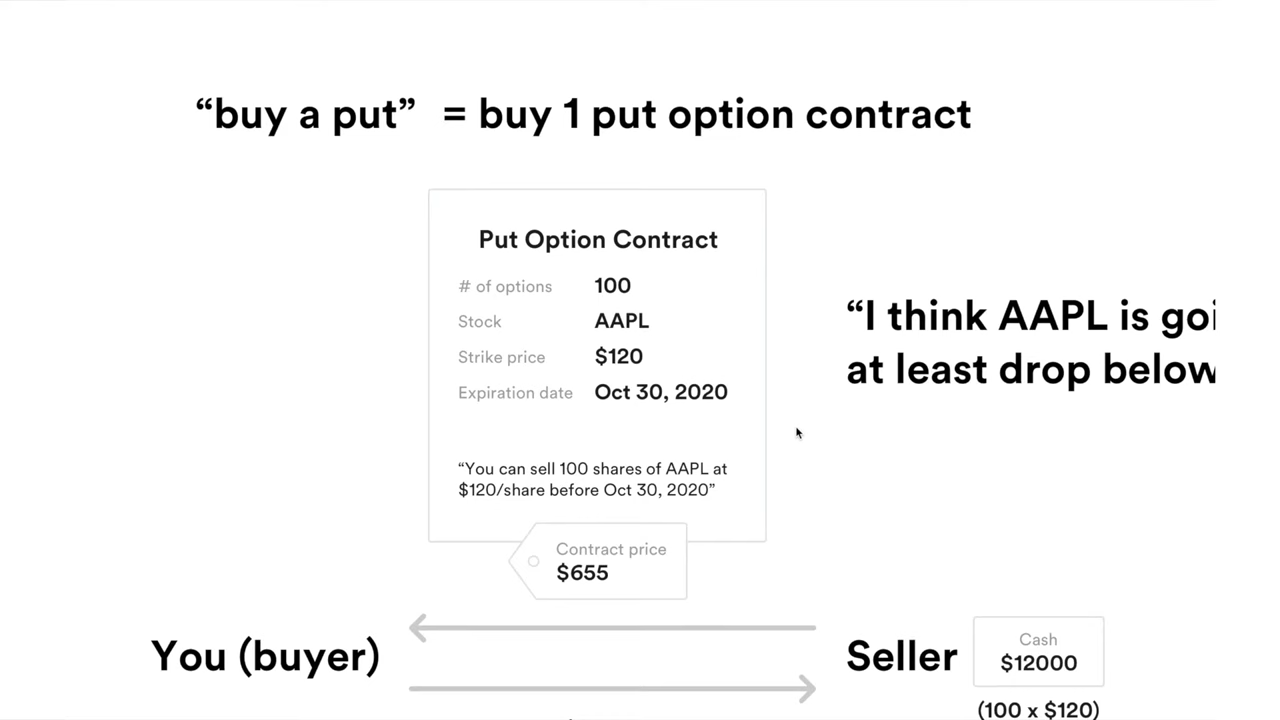 “buy a put” = buy 1 put option contract
Put Option Contract
# of options 100
Stock AAPL
Strike price $120
Expiration date Oct 30, 2020
“You can sell 100 shares of AAPL at
$120/share before Oct 30, 2020”
Contract price
$655
“I think AAPL is goi
at least drop below
You (buyer)
Seller
Cash
$12000
(100 x $120)